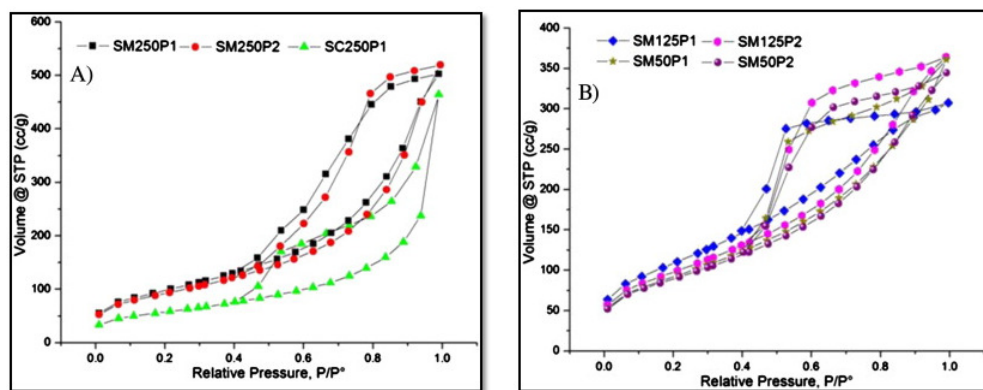 A)
SM250P1 SM250P2 SC250P1
Volume @ STP (cc/g)
600
500
400
300
200
100
0
0.0 0.2 0.4 0.6 0.8 1.0
Relative Pressure, P/P°
B)
SM125P1 SM125P2
SM50P1 SM50P2
Volume @ STP (cc/g)
400
350
300
250
200
150
100
50
0
0.0 0.2 0.4 0.6 0.8 1.0
Relative Pressure, P/P°